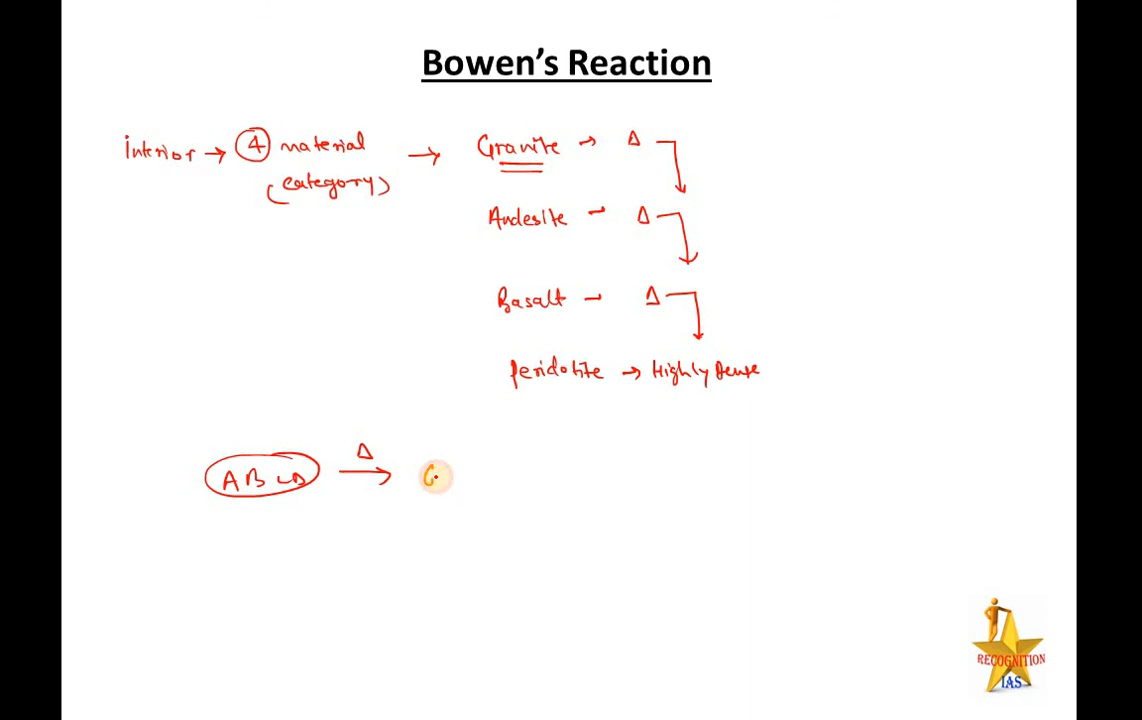 Bowen's Reaction
Interior → 4 material → Granite → Δ
(category)
Andesite - Δ
Basalt - Δ
Peridotite → Highly Dense
Δ
ABCD →
RECOGNITION
IAS